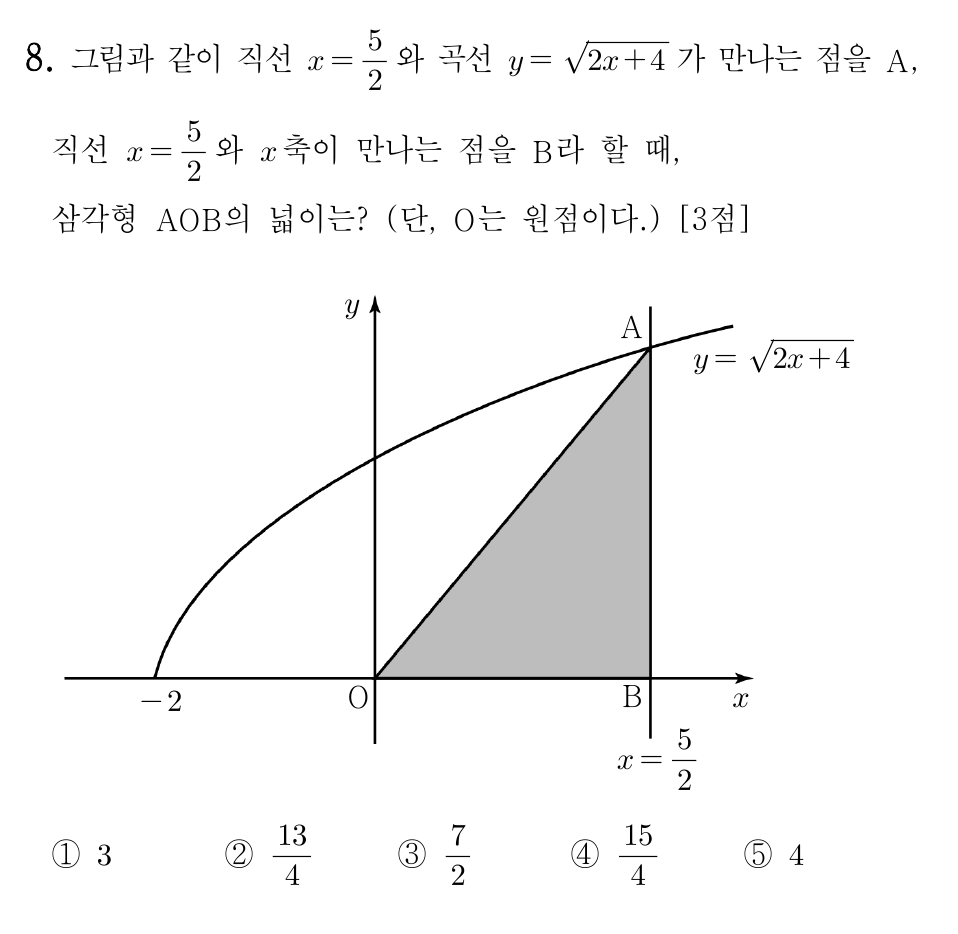 8. 그림과 같이 직선 x=5/2 와 곡선 y=√(2x+4) 가 만나는 점을 A,
직선 x=5/2 와 x축이 만나는 점을 B라 할 때,
삼각형 AOB의 넓이는? (단, O는 원점이다.) [3점]
y
A
y=√(2x+4)
-2
O
B
x
x=5/2
① 3 ② 13/4 ③ 7/2 ④ 15/4 ⑤ 4